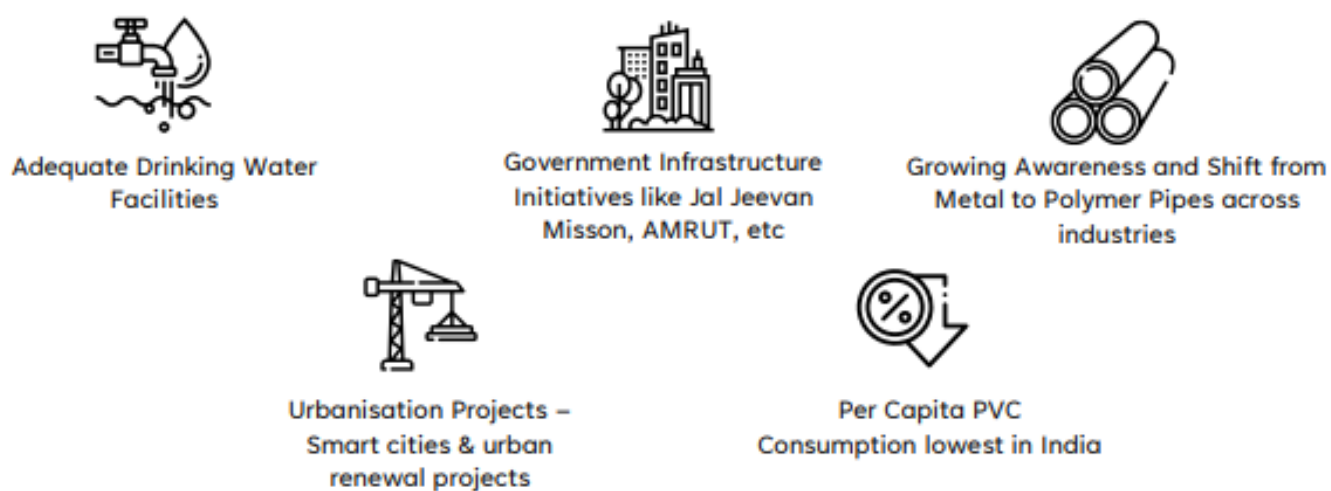 Adequate Drinking Water
Facilities
Government Infrastructure
Initiatives like Jal Jeevan
Misson, AMRUT, etc
Growing Awareness and Shift from
Metal to Polymer Pipes across
industries
Urbanisation Projects –
Smart cities & urban
renewal projects
Per Capita PVC
Consumption lowest in India